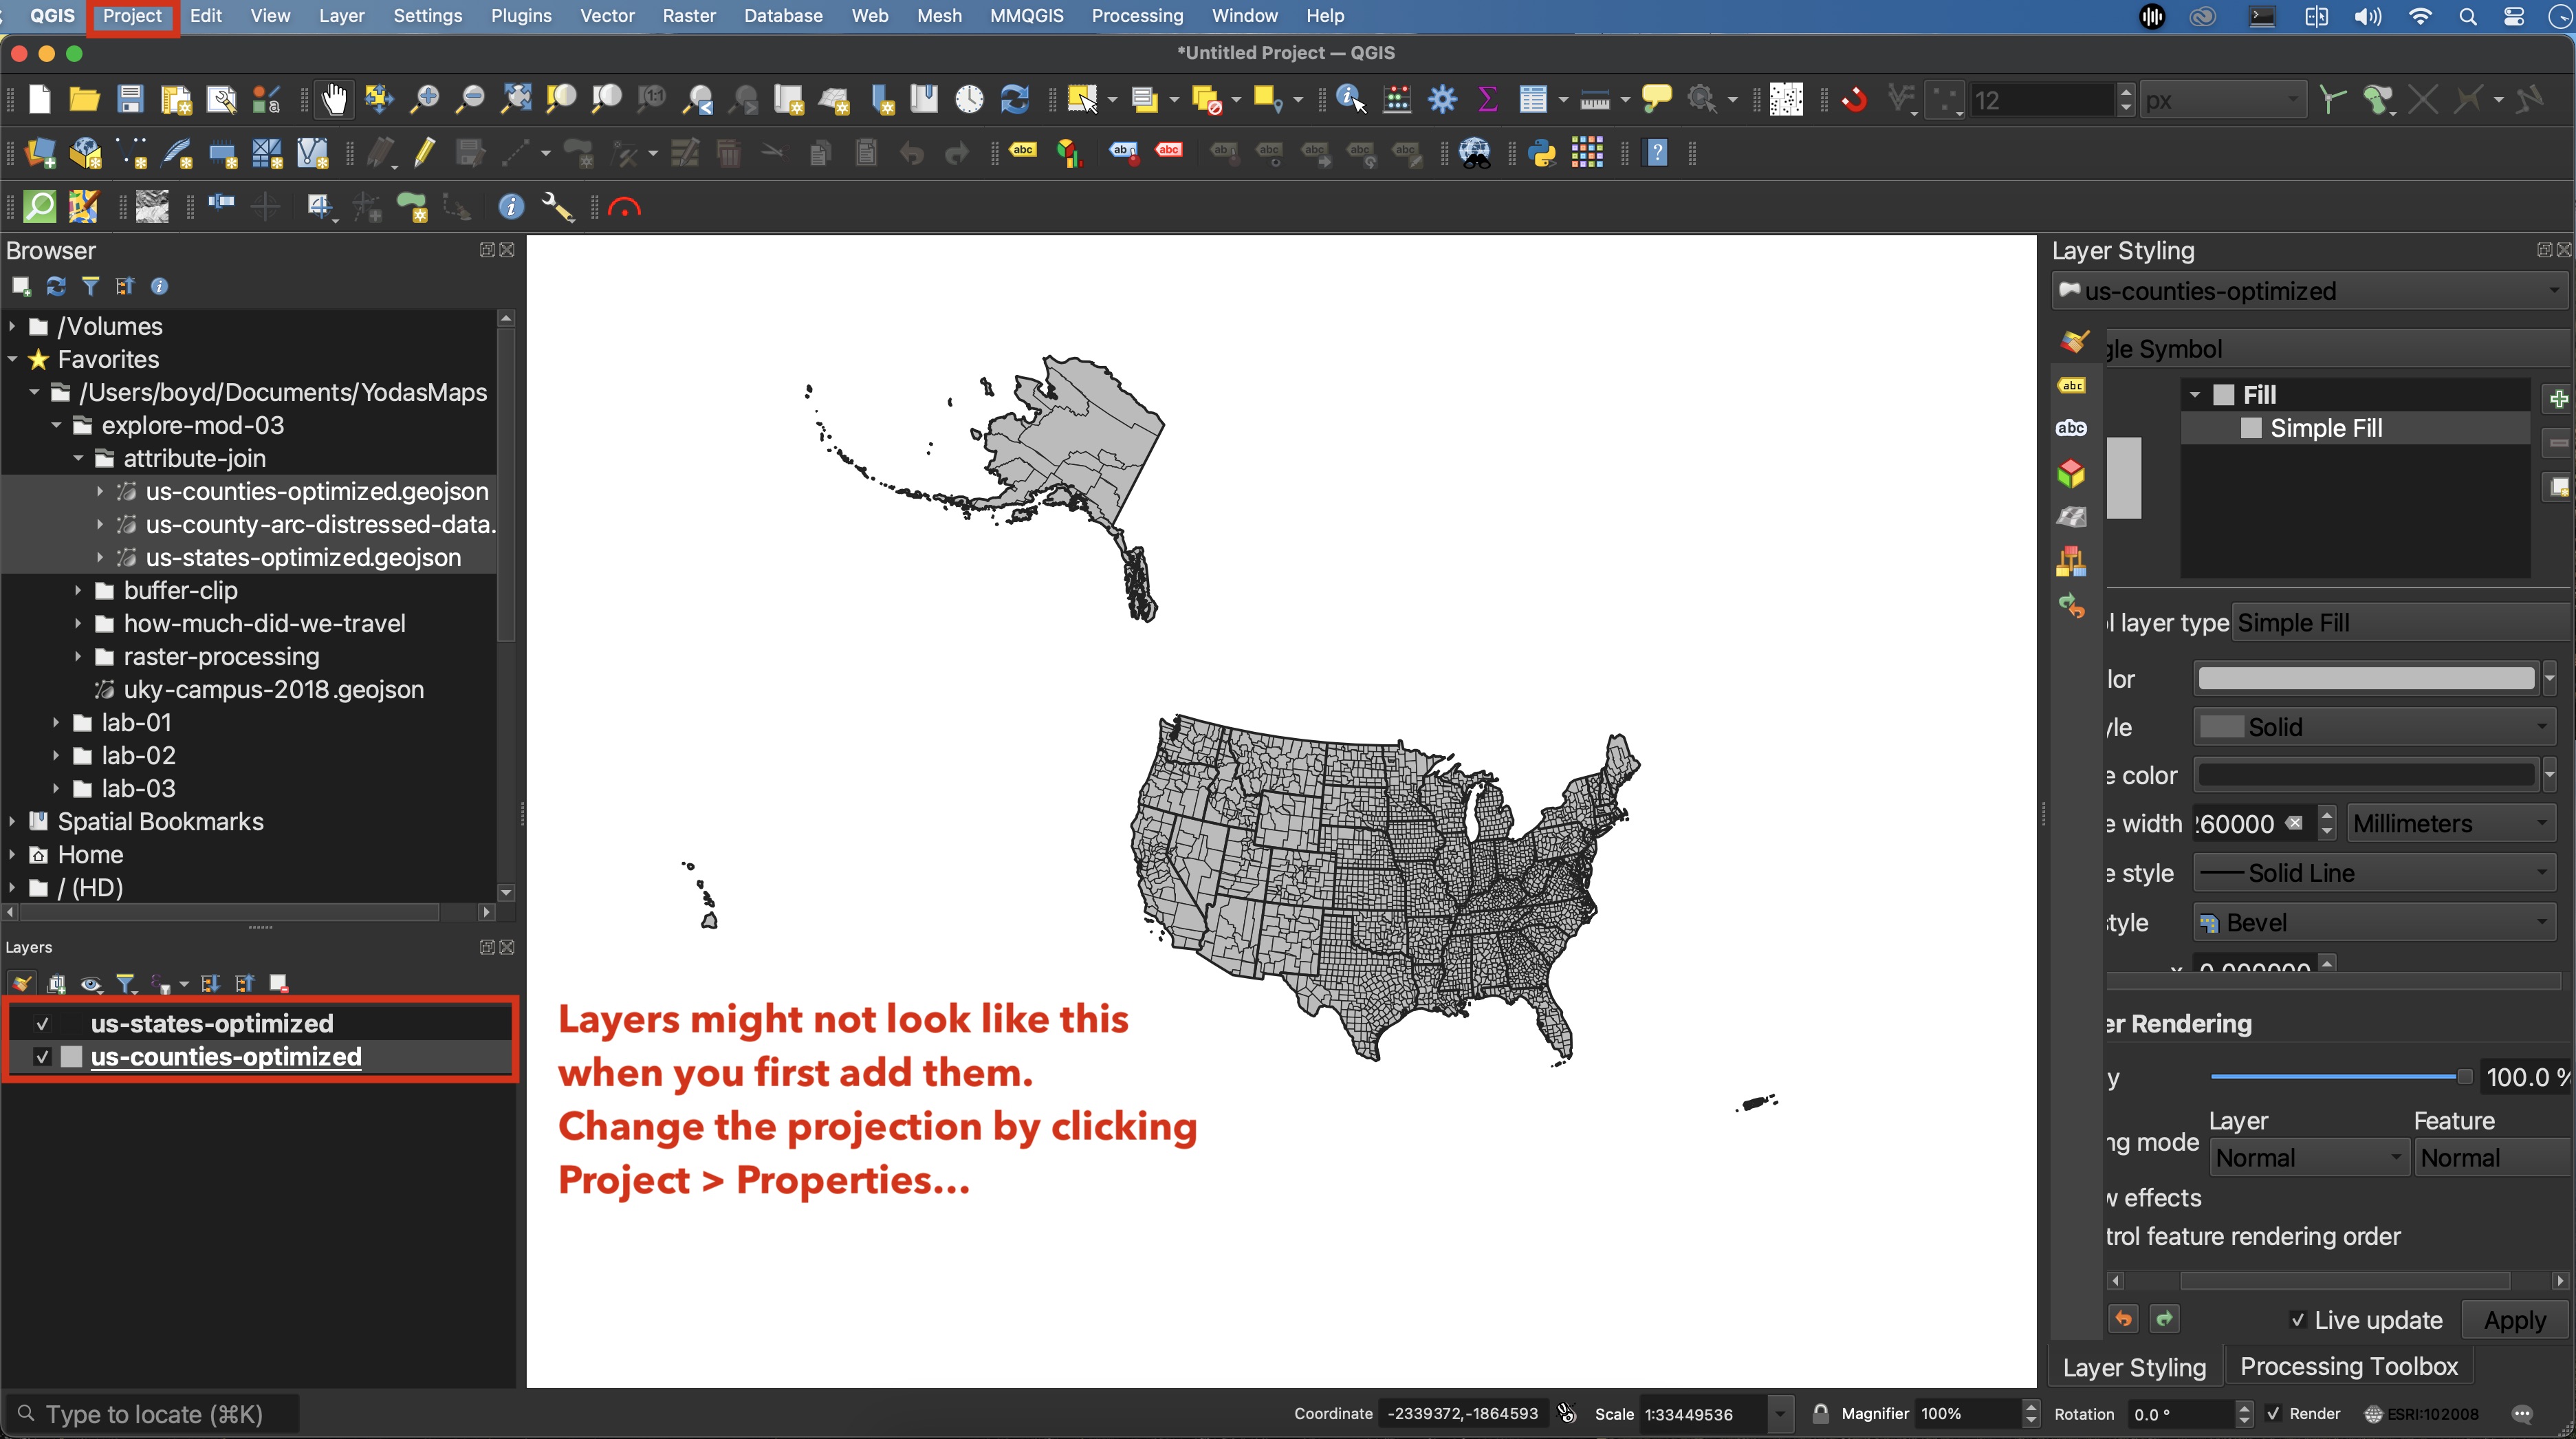 QGIS Project Edit View Layer Settings Plugins Vector Raster Database Web Mesh MMQGIS Processing Window Help
*Untitled Project — QGIS
12 px
Browser
/Volumes
Favorites
/Users/boyd/Documents/YodasMaps
explore-mod-03
attribute-join
us-counties-optimized.geojson
us-county-arc-distressed-data.
us-states-optimized.geojson
buffer-clip
how-much-did-we-travel
raster-processing
uky-campus-2018.geojson
lab-01
lab-02
lab-03
Spatial Bookmarks
Home
/ (HD)
Layers
us-states-optimized
us-counties-optimized
Layers might not look like this
when you first add them.
Change the projection by clicking
Project > Properties...
Layer Styling
us-counties-optimized
gle Symbol
Fill
Simple Fill
l layer type Simple Fill
lor
yle Solid
e color
e width 260000 Millimeters
e style Solid Line
style Bevel
er Rendering
y 100.0 %
Layer Feature
ng mode Normal Normal
w effects
trol feature rendering order
Live update Apply
Layer Styling Processing Toolbox
Type to locate (⌘K) Coordinate -2339372,-1864593 Scale 1:33449536 Magnifier 100% Rotation 0.0 ° Render ESRI:102008